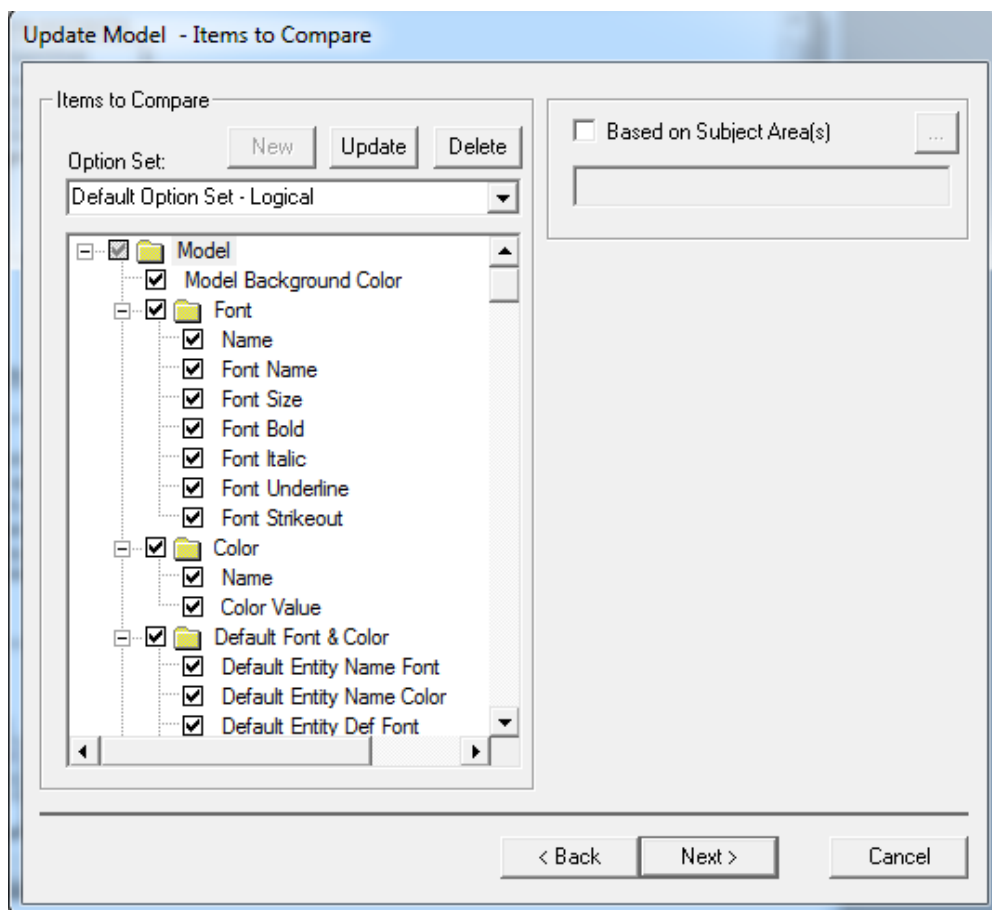 Update Model - Items to Compare
Items to Compare
New Update Delete
Option Set:
Default Option Set - Logical
Model
Model Background Color
Font
Name
Font Name
Font Size
Font Bold
Font Italic
Font Underline
Font Strikeout
Color
Name
Color Value
Default Font & Color
Default Entity Name Font
Default Entity Name Color
Default Entity Def Font
Based on Subject Area(s) ...
< Back Next > Cancel